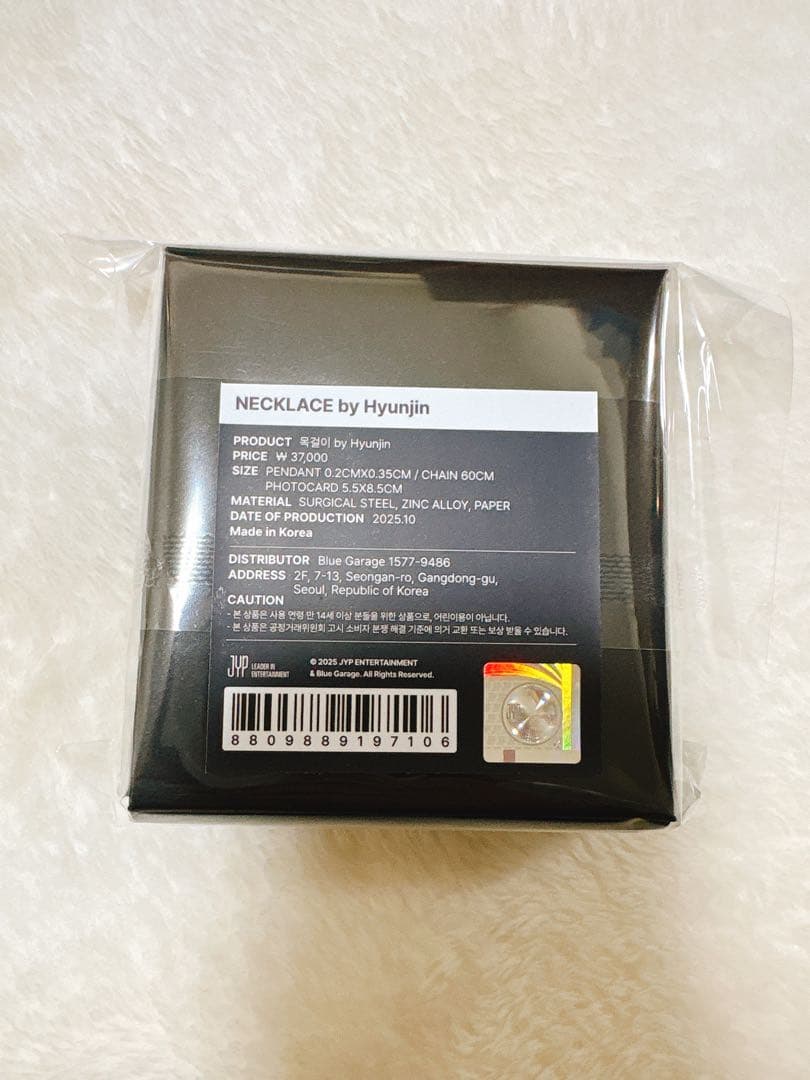 NECKLACE by Hyunjin
PRODUCT 목걸이 by Hyunjin
PRICE ₩ 37,000
SIZE PENDANT 0.2CMX0.35CM / CHAIN 60CM
PHOTOCARD 5.5X8.5CM
MATERIAL SURGICAL STEEL, ZINC ALLOY, PAPER
DATE OF PRODUCTION 2025.10
Made in Korea
DISTRIBUTOR Blue Garage 1577-9486
ADDRESS 2F, 7-13, Seongan-ro, Gangdong-gu,
Seoul, Republic of Korea
CAUTION
- 본 상품은 사용 연령 만 14세 이상 분들을 위한 상품으로, 어린이용이 아닙니다.
- 본 상품은 공정거래위원회 고시 소비자 분쟁 해결 기준에 의거 교환 또는 보상 받을 수 있습니다.
JYP LEADER IN
ENTERTAINMENT
© 2025 JYP ENTERTAINMENT
& Blue Garage. All Rights Reserved.
8809889197106